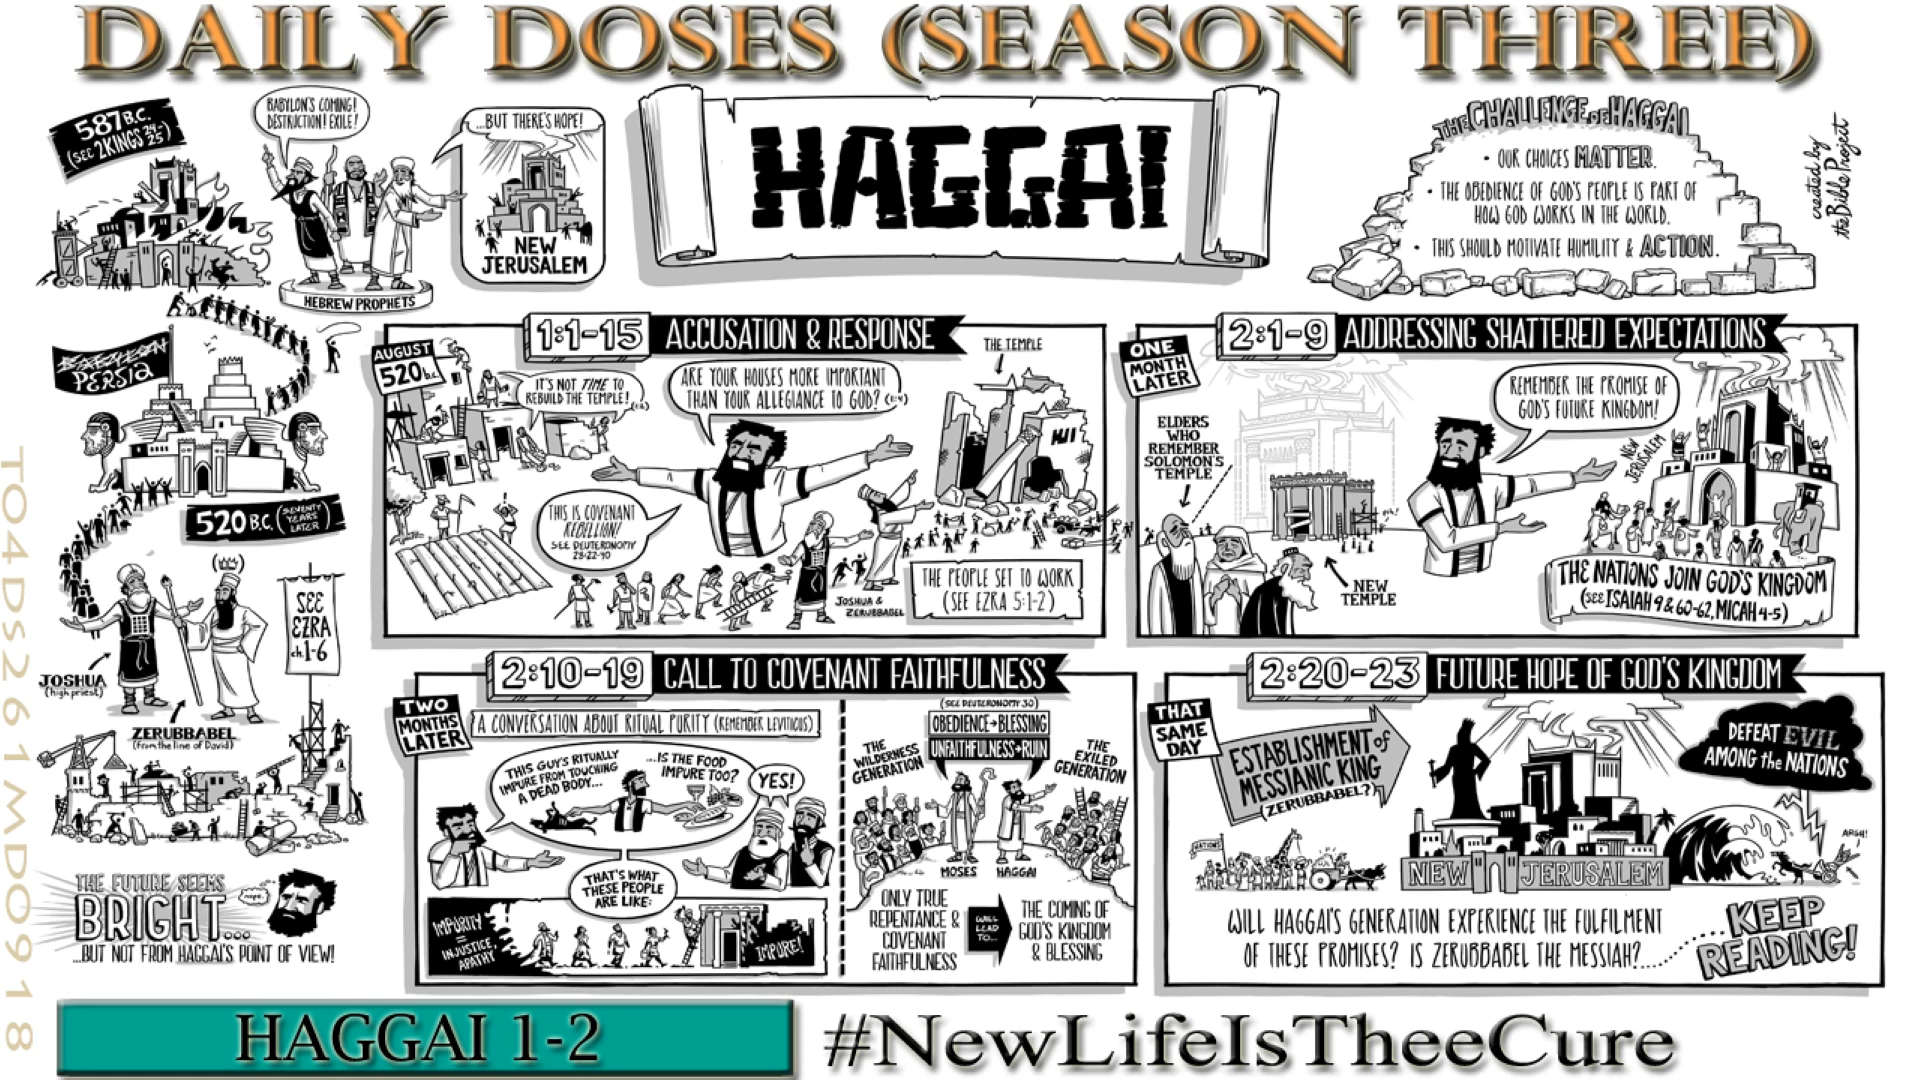 DAILY DOSES (SEASON THREE)
587 B.C.
(SEE 2KINGS 24-25)
BABYLON'S COMING!
DESTRUCTION! EXILE!
...BUT THERE'S HOPE!
NEW
JERUSALEM
HEBREW PROPHETS
HAGGAI
THE CHALLENGE OF HAGGAI
• OUR CHOICES MATTER.
• THE OBEDIENCE OF GOD'S PEOPLE IS PART OF
HOW GOD WORKS IN THE WORLD.
• THIS SHOULD MOTIVATE HUMILITY & ACTION.
created by
the Bible Project
BABYLON
PERSIA
520 B.C. (SEVENTY
YEARS
LATER)
SEE
EZRA
ch. 1-6
JOSHUA
(high priest)
ZERUBBABEL
(from the line of David)
THE FUTURE SEEMS
BRIGHT...
nope.
...BUT NOT FROM HAGGAI'S POINT OF VIEW!
1:1-15 ACCUSATION & RESPONSE
AUGUST
520 b.c.
IT'S NOT TIME TO
REBUILD THE TEMPLE!
(1:2)
ARE YOUR HOUSES MORE IMPORTANT
THAN YOUR ALLEGIANCE TO GOD? (1:4)
THE TEMPLE
THIS IS COVENANT
REBELLION!
SEE DEUTERONOMY
28:22-40
JOSHUA &
ZERUBBABEL
THE PEOPLE SET TO WORK
(SEE EZRA 5:1-2)
2:1-9 ADDRESSING SHATTERED EXPECTATIONS
ONE
MONTH
LATER
ELDERS
WHO
REMEMBER
SOLOMON'S
TEMPLE
NEW
TEMPLE
REMEMBER THE PROMISE OF
GOD'S FUTURE KINGDOM!
NEW
JERUSALEM
THE NATIONS JOIN GOD'S KINGDOM
(SEE ISAIAH 9 & 60-62, MICAH 4-5)
2:10-19 CALL TO COVENANT FAITHFULNESS
TWO
MONTHS
LATER
A CONVERSATION ABOUT RITUAL PURITY (REMEMBER LEVITICUS)
THIS GUY'S RITUALLY
IMPURE FROM TOUCHING
A DEAD BODY...
...IS THE FOOD
IMPURE TOO?
YES!
THAT'S WHAT
THESE PEOPLE
ARE LIKE:
IMPURITY
=
INJUSTICE,
APATHY
IMPURE!
(SEE DEUTERONOMY 30)
OBEDIENCE→BLESSING
UNFAITHFULNESS→RUIN
THE
WILDERNESS
GENERATION
THE
EXILED
GENERATION
MOSES
HAGGAI
ONLY TRUE
REPENTANCE &
COVENANT
FAITHFULNESS
WILL
LEAD
TO...
THE COMING OF
GOD'S KINGDOM
& BLESSING
2:20-23 FUTURE HOPE OF GOD'S KINGDOM
THAT
SAME
DAY
ESTABLISHMENT of
MESSIANIC KING
(ZERUBBABEL?)
DEFEAT EVIL
AMONG the NATIONS
NATIONS
ARGH!
NEW JERUSALEM
WILL HAGGAI'S GENERATION EXPERIENCE THE FULFILMENT
OF THESE PROMISES? IS ZERUBBABEL THE MESSIAH?......
KEEP
READING!
TO4DS261MDO918
HAGGAI 1-2
#NewLifeIsTheeCure